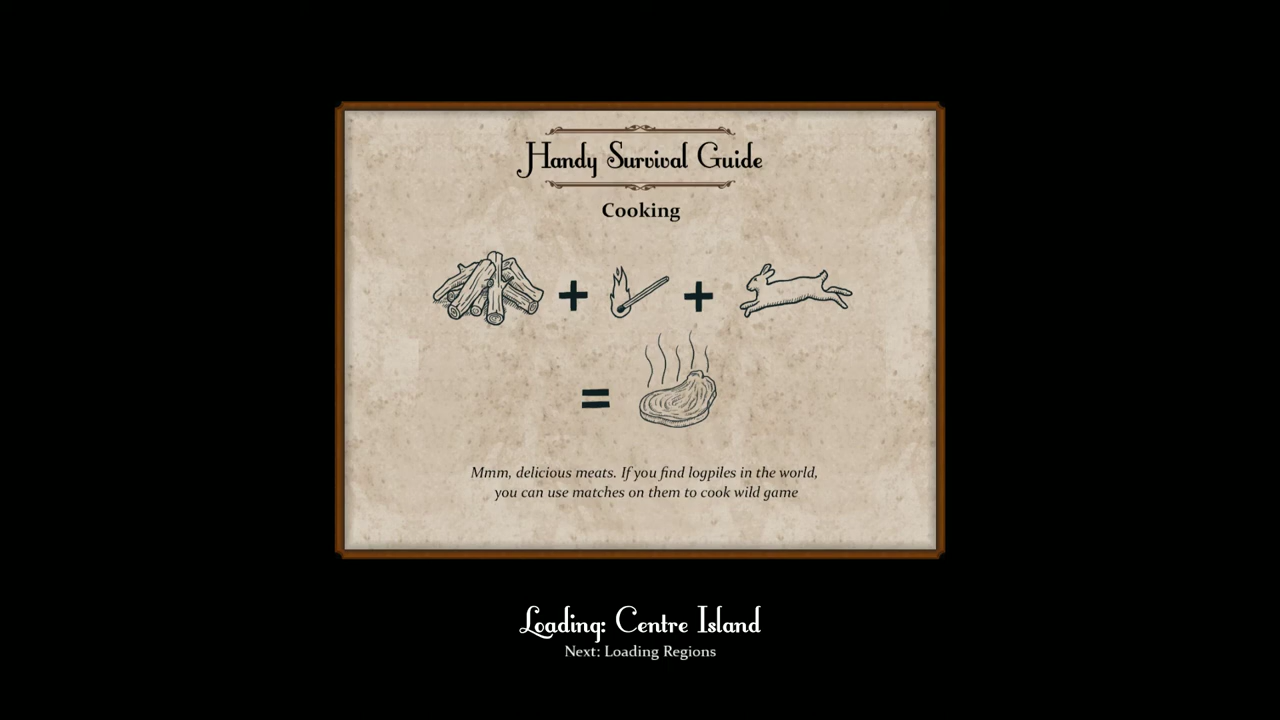 Handy Survival Guide
Cooking
+ +
=
Mmm, delicious meats. If you find logpiles in the world,
you can use matches on them to cook wild game
Loading: Centre Island
Next: Loading Regions